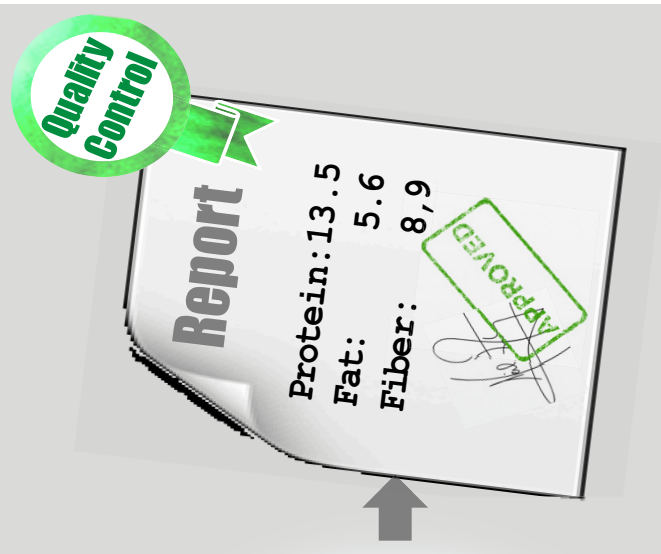 Quality
Control
Report
Protein:13.5
Fat: 5.6
Fiber: 8,9
APPROVED